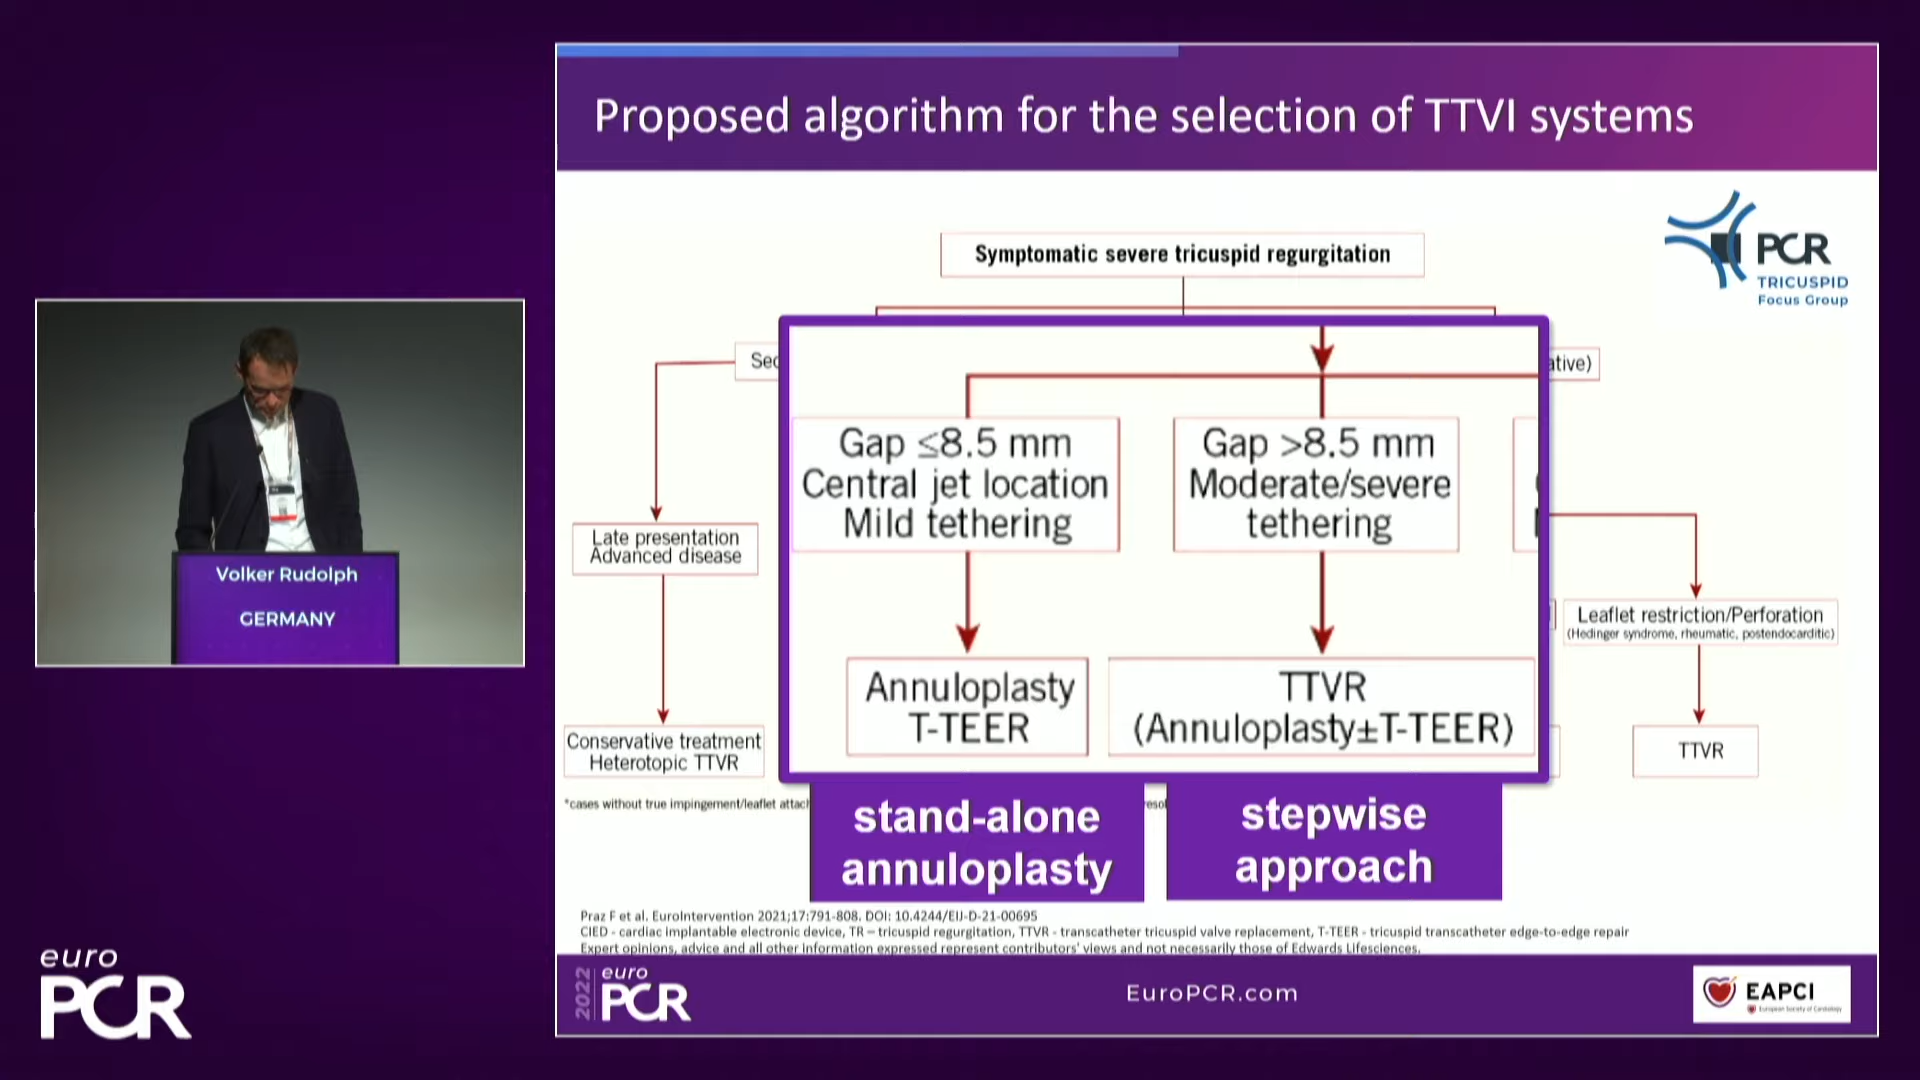 Proposed algorithm for the selection of TTVI systems
PCR
TRICUSPID
Focus Group
Symptomatic severe tricuspid regurgitation
Gap ≤8.5 mm
Central jet location
Mild tethering
Gap >8.5 mm
Moderate/severe
tethering
Late presentation
Advanced disease
Leaflet restriction/Perforation
(Hedinger syndrome, rheumatic, postendocarditic)
Annuloplasty
T-TEER
TTVR
(Annuloplasty±T-TEER)
Conservative treatment
Heterotopic TTVR
TTVR
*cases without true impingement/leaflet
stand-alone
annuloplasty
stepwise
approach
Praz F et al. EuroIntervention 2021;17:791-808. DOI: 10.4244/EIJ-D-21-00695
CIED - cardiac implantable electronic device, TR – tricuspid regurgitation, TTVR - transcatheter tricuspid valve replacement, T-TEER - tricuspid transcatheter edge-to-edge repair
Expert opinions, advice and all other information expressed represent contributors' views and not necessarily those of Edwards Lifesciences.
2022
euro
PCR
EuroPCR.com
EAPCI
European Society of Cardiology
Volker Rudolph
GERMANY
euro
PCR